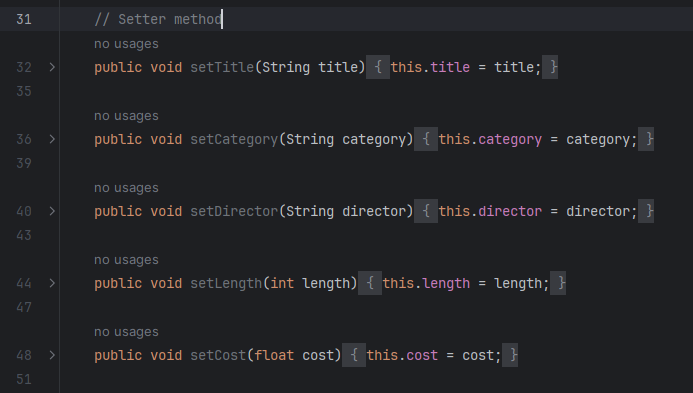 31 // Setter method
no usages
32 public void setTitle(String title) { this.title = title; }
35
no usages
36 public void setCategory(String category) { this.category = category; }
39
no usages
40 public void setDirector(String director) { this.director = director; }
43
no usages
44 public void setLength(int length) { this.length = length; }
47
no usages
48 public void setCost(float cost) { this.cost = cost; }
51